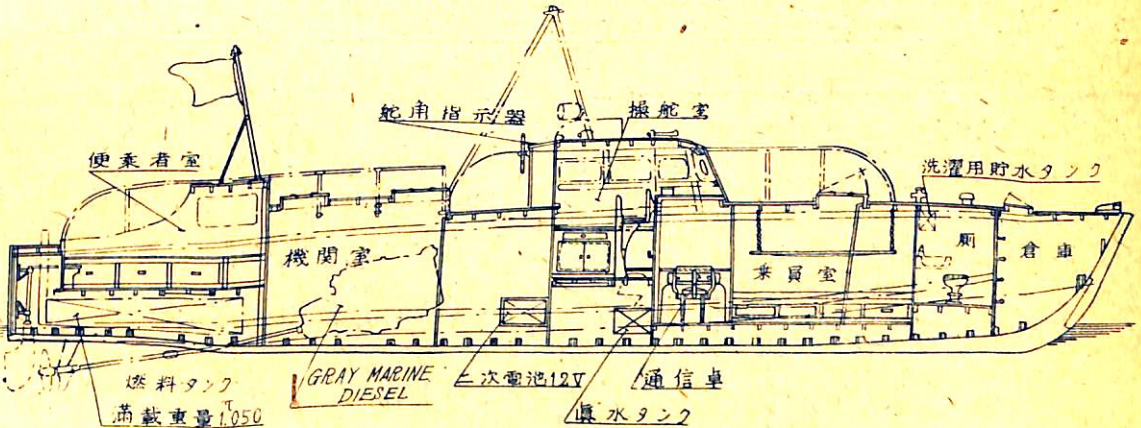 舵角指示器
操舵室
便乗者室
洗濯用貯水タンク
機関室
乗員室
厠
倉庫
燃料タンク
満載重量1.050
T
GRAY MARINE
DIESEL
二次電池12V
眞水タンク
通信卓